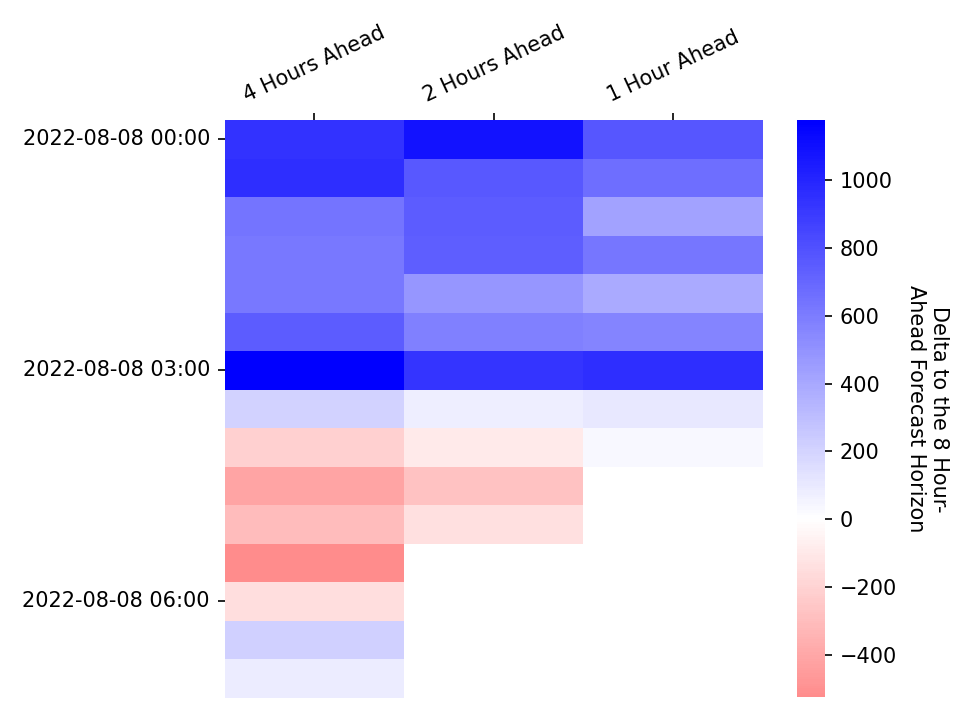 4 Hours Ahead
2 Hours Ahead
1 Hour Ahead
2022-08-08 00:00
2022-08-08 03:00
2022-08-08 06:00
1000
800
600
400
200
0
−200
−400
Delta to the 8 Hour-
Ahead Forecast Horizon